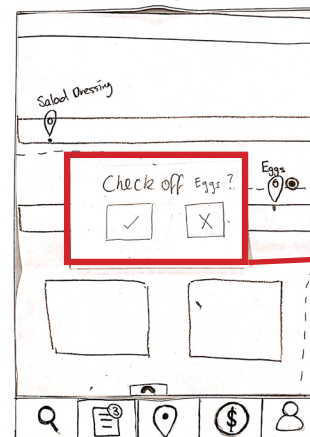 Salad Dressing
Eggs
Check off Eggs ?
✓ X
3
$